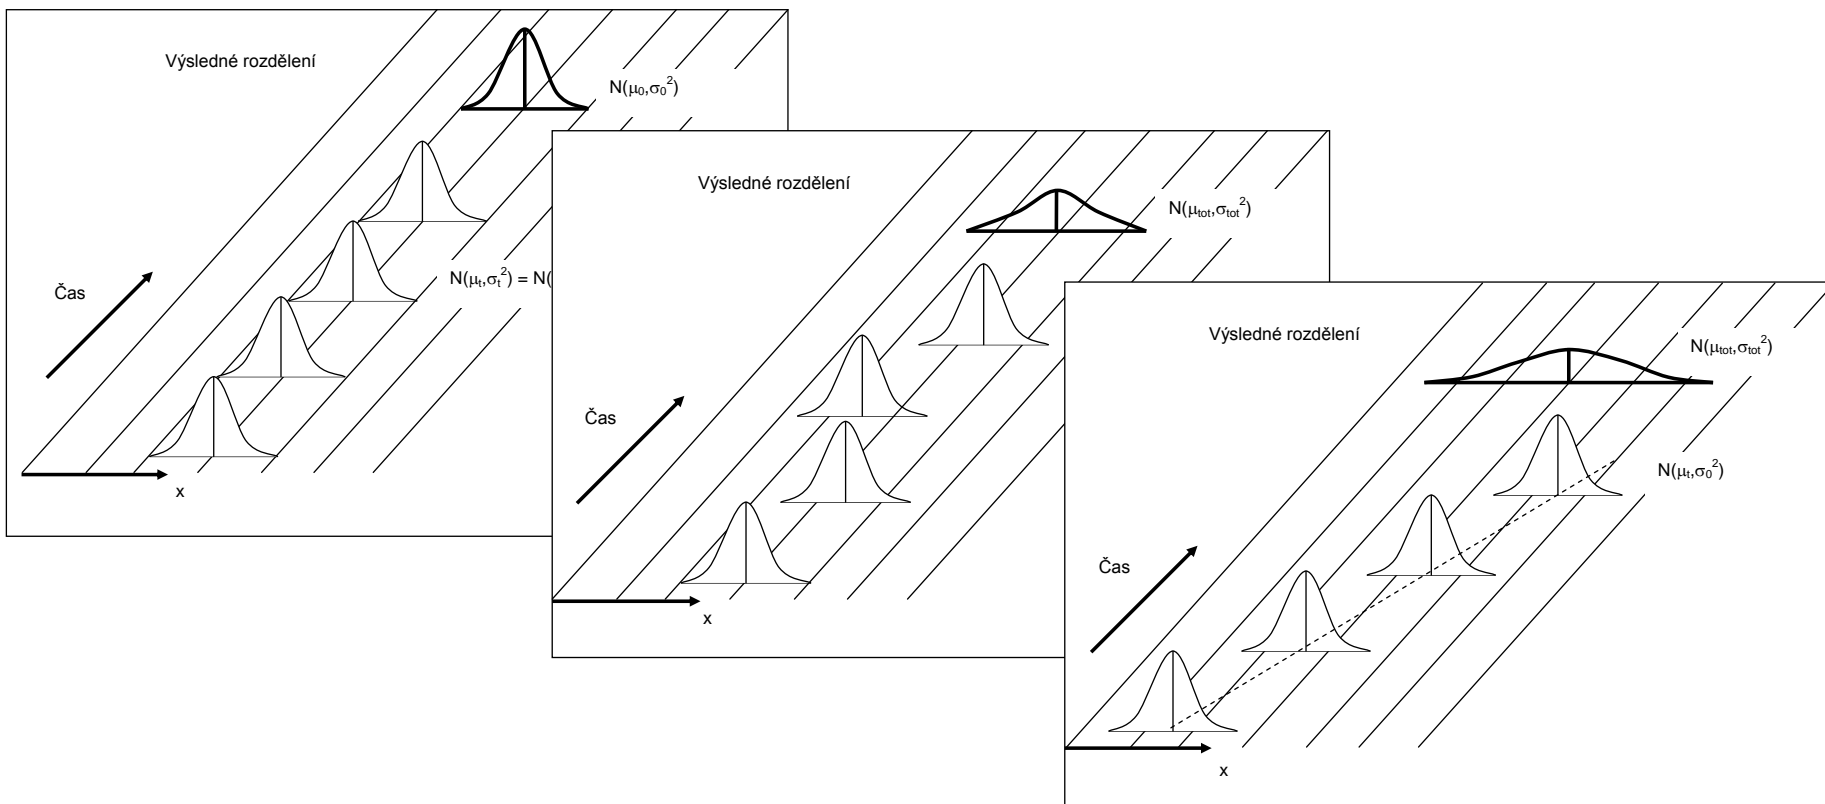 Výsledné rozdělení
N(μ₀,σ₀²)
N(μₜ,σₜ²) = N(
Čas
x
Výsledné rozdělení
N(μtot,σtot²)
Čas
x
Výsledné rozdělení
N(μtot,σtot²)
N(μₜ,σ₀²)
Čas
x